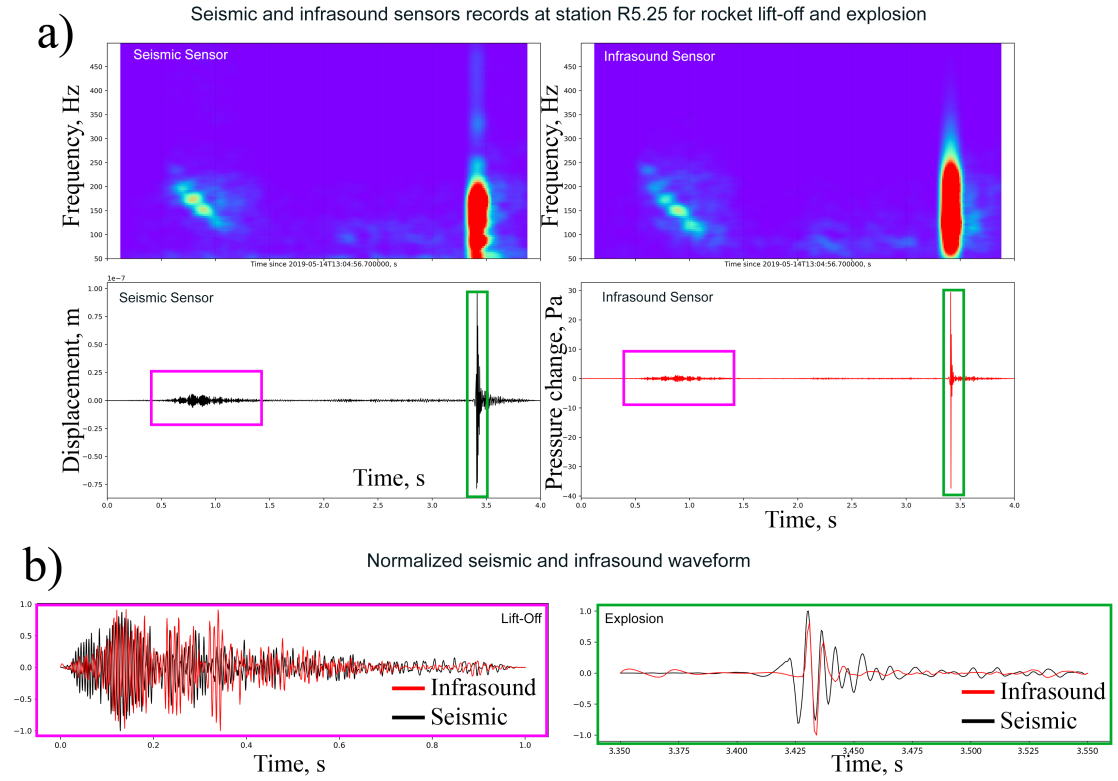 Seismic and infrasound sensors records at station R5.25 for rocket lift-off and explosion
a)
Seismic Sensor
Frequency, Hz
450
400
350
300
250
200
150
100
50
Time since 2019-05-14T13:04:56.700000, s
Infrasound Sensor
Frequency, Hz
450
400
350
300
250
200
150
100
50
Time since 2019-05-14T13:04:56.700000, s
1e−7
Seismic Sensor
Displacement, m
1.00
0.75
0.50
0.25
0.00
−0.25
−0.50
−0.75
0.0 0.5 1.0 1.5 2.0 2.5 3.0 3.5 4.0
Time, s
Infrasound Sensor
Pressure change, Pa
30
20
10
0
−10
−20
−30
−40
0.0 0.5 1.0 1.5 2.0 2.5 3.0 3.5 4.0
Time, s
b)
Normalized seismic and infrasound waveform
Lift-Off
1.0
0.5
0.0
−0.5
−1.0
Infrasound
Seismic
0.0 0.2 0.4 0.6 0.8 1.0
Time, s
Explosion
1.0
0.5
0.0
−0.5
−1.0
Infrasound
Seismic
3.350 3.375 3.400 3.425 3.450 3.475 3.500 3.525 3.550
Time, s